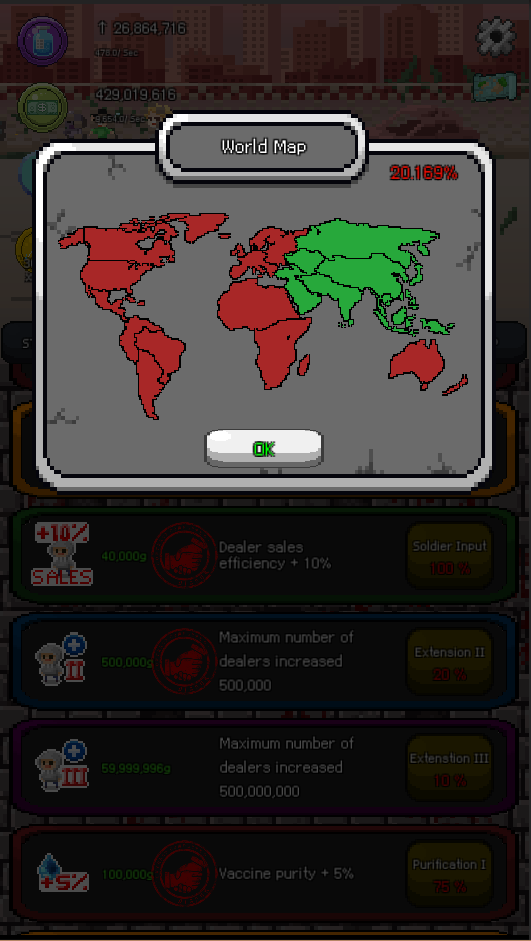 ↑ 26,864,716
478.0/Sec
429,019,616
World Map
20.169%
OK
+10%
SALES
40,000g
Dealer sales
efficiency + 10%
Soldier Input
100 %
II
500,000g
Maximum number of
dealers increased
500,000
Extension II
20 %
III
59,999,996g
Maximum number of
dealers increased
500,000,000
Extenstion III
10 %
+5%
100,000g
Vaccine purity + 5%
Purification I
75 %